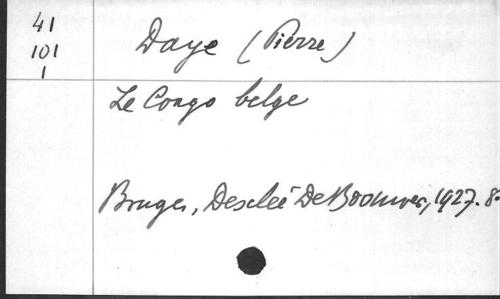 41
101
1
Daye (Pierre)
Le Congo belge
Bruges, Desclée De Brouwer, 1927. 8°